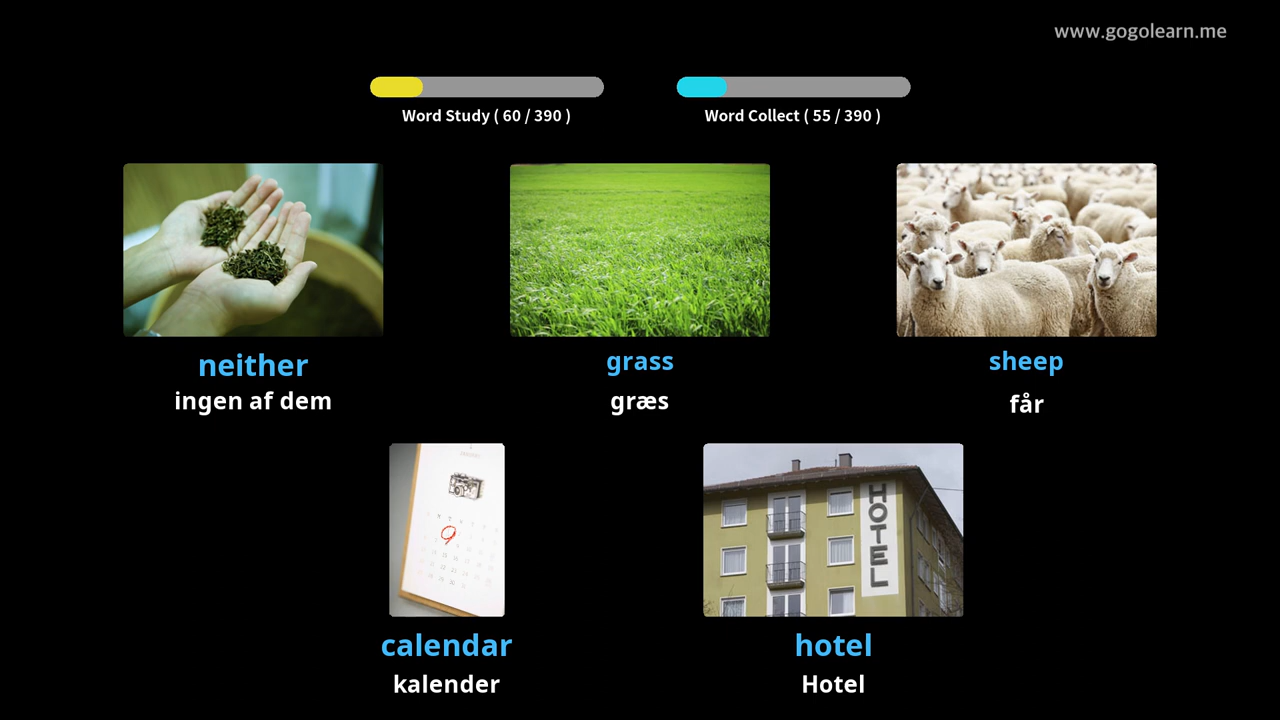 www.gogolearn.me
Word Study ( 60 / 390 )
Word Collect ( 55 / 390 )
neither
ingen af dem
grass
græs
sheep
får
HOTEL
calendar
kalender
hotel
Hotel